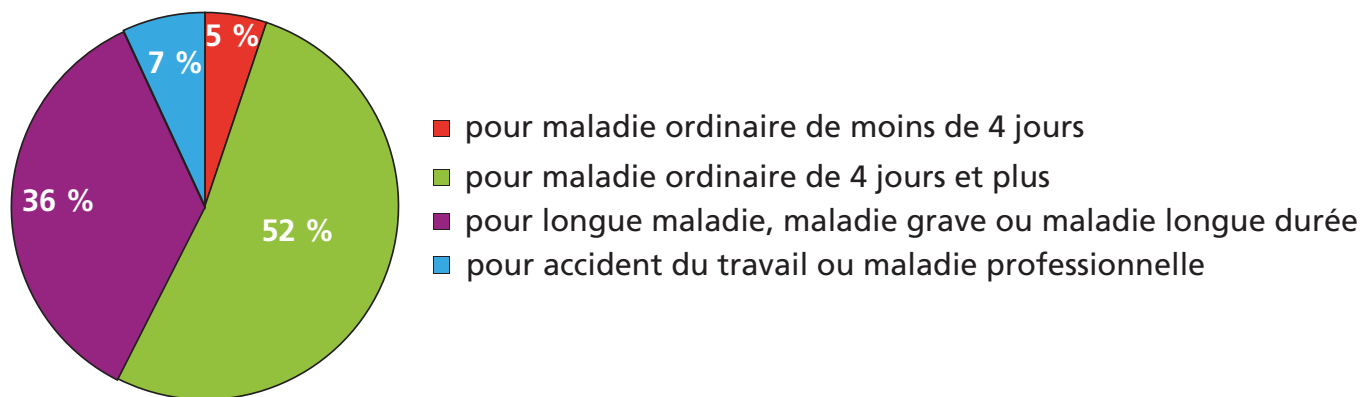 5 %
7 %
36 %
52 %
pour maladie ordinaire de moins de 4 jours
pour maladie ordinaire de 4 jours et plus
pour longue maladie, maladie grave ou maladie longue durée
pour accident du travail ou maladie professionnelle